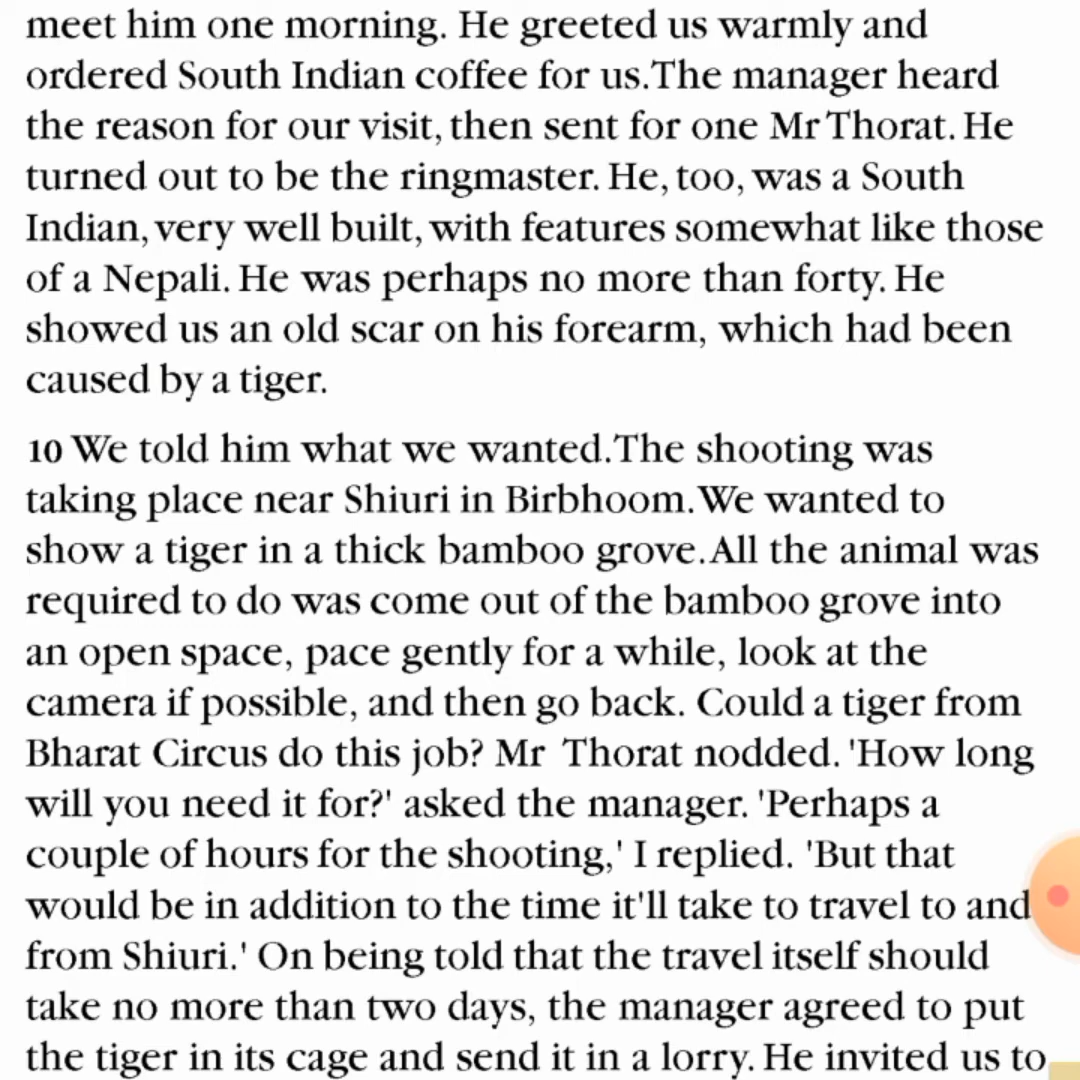 meet him one morning. He greeted us warmly and
ordered South Indian coffee for us.The manager heard
the reason for our visit, then sent for one Mr Thorat. He
turned out to be the ringmaster. He, too, was a South
Indian, very well built, with features somewhat like those
of a Nepali. He was perhaps no more than forty. He
showed us an old scar on his forearm, which had been
caused by a tiger.
10 We told him what we wanted.The shooting was
taking place near Shiuri in Birbhoom.We wanted to
show a tiger in a thick bamboo grove.All the animal was
required to do was come out of the bamboo grove into
an open space, pace gently for a while, look at the
camera if possible, and then go back. Could a tiger from
Bharat Circus do this job? Mr Thorat nodded. 'How long
will you need it for?' asked the manager. 'Perhaps a
couple of hours for the shooting,' I replied. 'But that
would be in addition to the time it'll take to travel to and
from Shiuri.' On being told that the travel itself should
take no more than two days, the manager agreed to put
the tiger in its cage and send it in a lorry. He invited us to